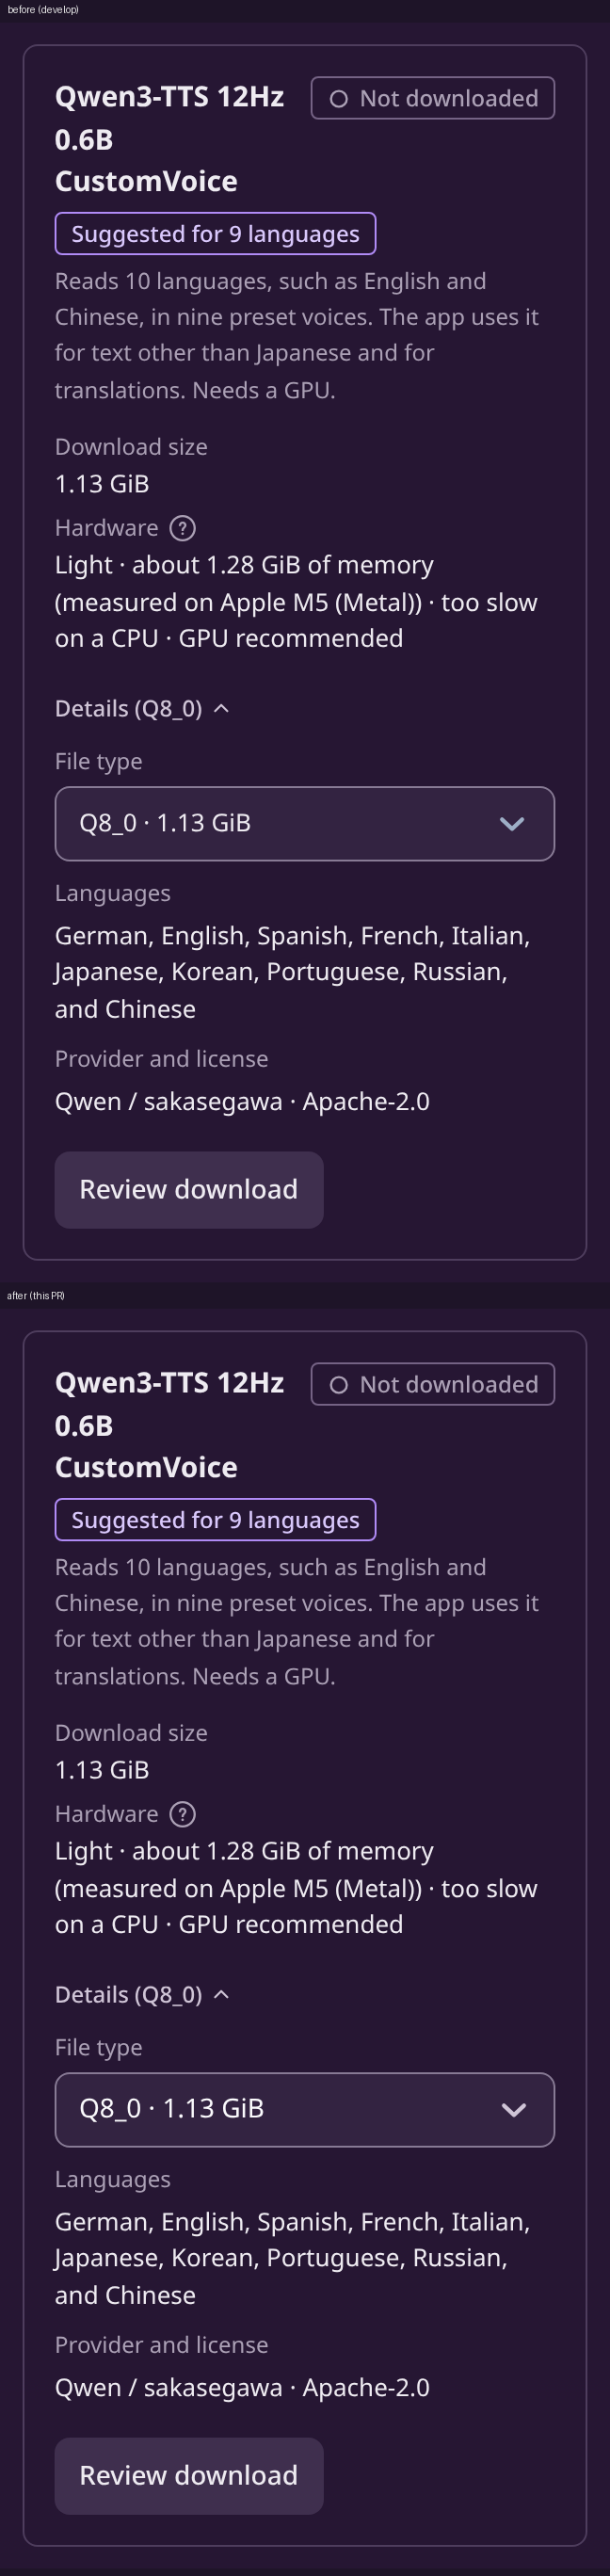 before (develop)
Qwen3-TTS 12Hz
0.6B
CustomVoice
Not downloaded
Suggested for 9 languages
Reads 10 languages, such as English and
Chinese, in nine preset voices. The app uses it
for text other than Japanese and for
translations. Needs a GPU.
Download size
1.13 GiB
Hardware ?
Light · about 1.28 GiB of memory
(measured on Apple M5 (Metal)) · too slow
on a CPU · GPU recommended
Details (Q8_0)
File type
Q8_0 · 1.13 GiB
Languages
German, English, Spanish, French, Italian,
Japanese, Korean, Portuguese, Russian,
and Chinese
Provider and license
Qwen / sakasegawa · Apache-2.0
Review download
after (this PR)
Qwen3-TTS 12Hz
0.6B
CustomVoice
Not downloaded
Suggested for 9 languages
Reads 10 languages, such as English and
Chinese, in nine preset voices. The app uses it
for text other than Japanese and for
translations. Needs a GPU.
Download size
1.13 GiB
Hardware ?
Light · about 1.28 GiB of memory
(measured on Apple M5 (Metal)) · too slow
on a CPU · GPU recommended
Details (Q8_0)
File type
Q8_0 · 1.13 GiB
Languages
German, English, Spanish, French, Italian,
Japanese, Korean, Portuguese, Russian,
and Chinese
Provider and license
Qwen / sakasegawa · Apache-2.0
Review download